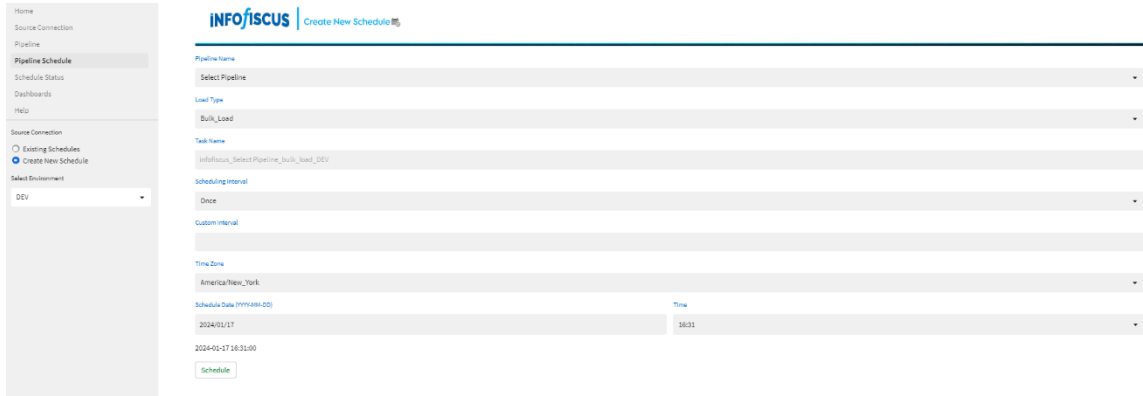 Home
Source Connection
Pipeline
Pipeline Schedule
Schedule Status
Dashboards
Help
Source Connection
Existing Schedules
Create New Schedule
Select Environment
DEV
INFOfISCUS Create New Schedule
Pipeline Name
Select Pipeline
Load Type
Bulk_Load
Task Name
infofiscus_Select Pipeline_bulk_load_DEV
Scheduling Interval
Once
Custom Interval
Time Zone
America/New_York
Schedule Date (YYYY-MM-DD) Time
2024/01/17 16:31
2024-01-17 16:31:00
Schedule